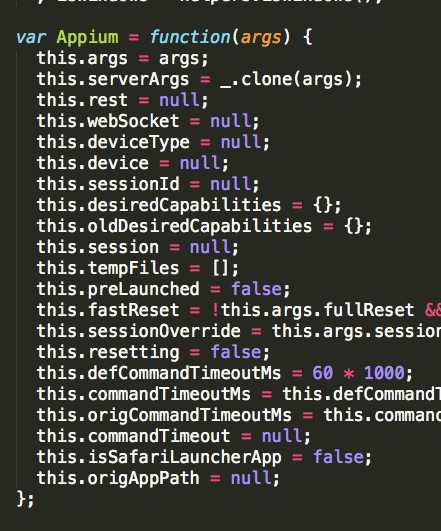 var Appium = function(args) {
this.args = args;
this.serverArgs = _.clone(args);
this.rest = null;
this.webSocket = null;
this.deviceType = null;
this.device = null;
this.sessionId = null;
this.desiredCapabilities = {};
this.oldDesiredCapabilities = {};
this.session = null;
this.tempFiles = [];
this.preLaunched = false;
this.fastReset = !this.args.fullReset &&
this.sessionOverride = this.args.session
this.resetting = false;
this.defCommandTimeoutMs = 60 * 1000;
this.commandTimeoutMs = this.defCommandT
this.origCommandTimeoutMs = this.command
this.commandTimeout = null;
this.isSafariLauncherApp = false;
this.origAppPath = null;
};